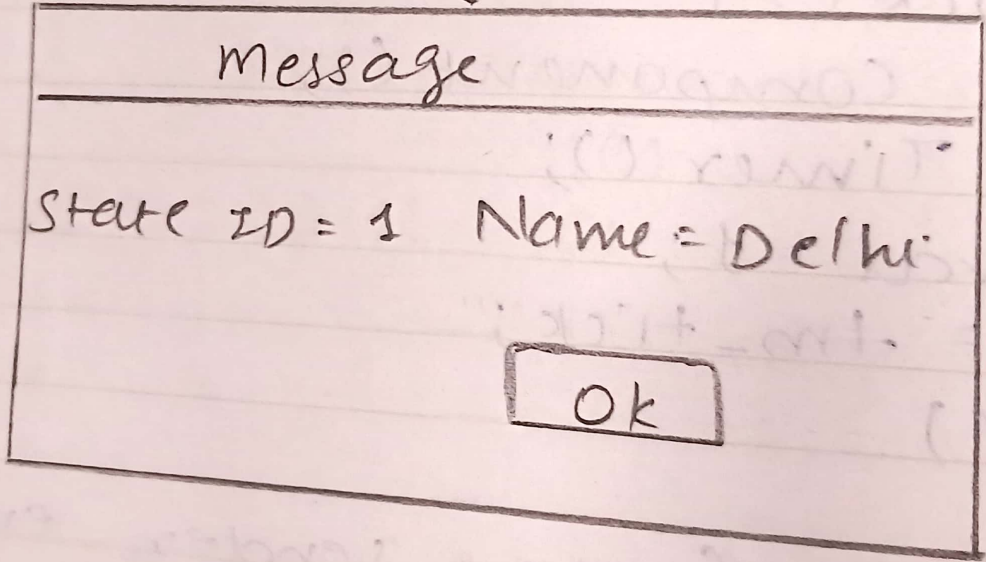 Message
State ID = 1 Name = Delhi
Ok